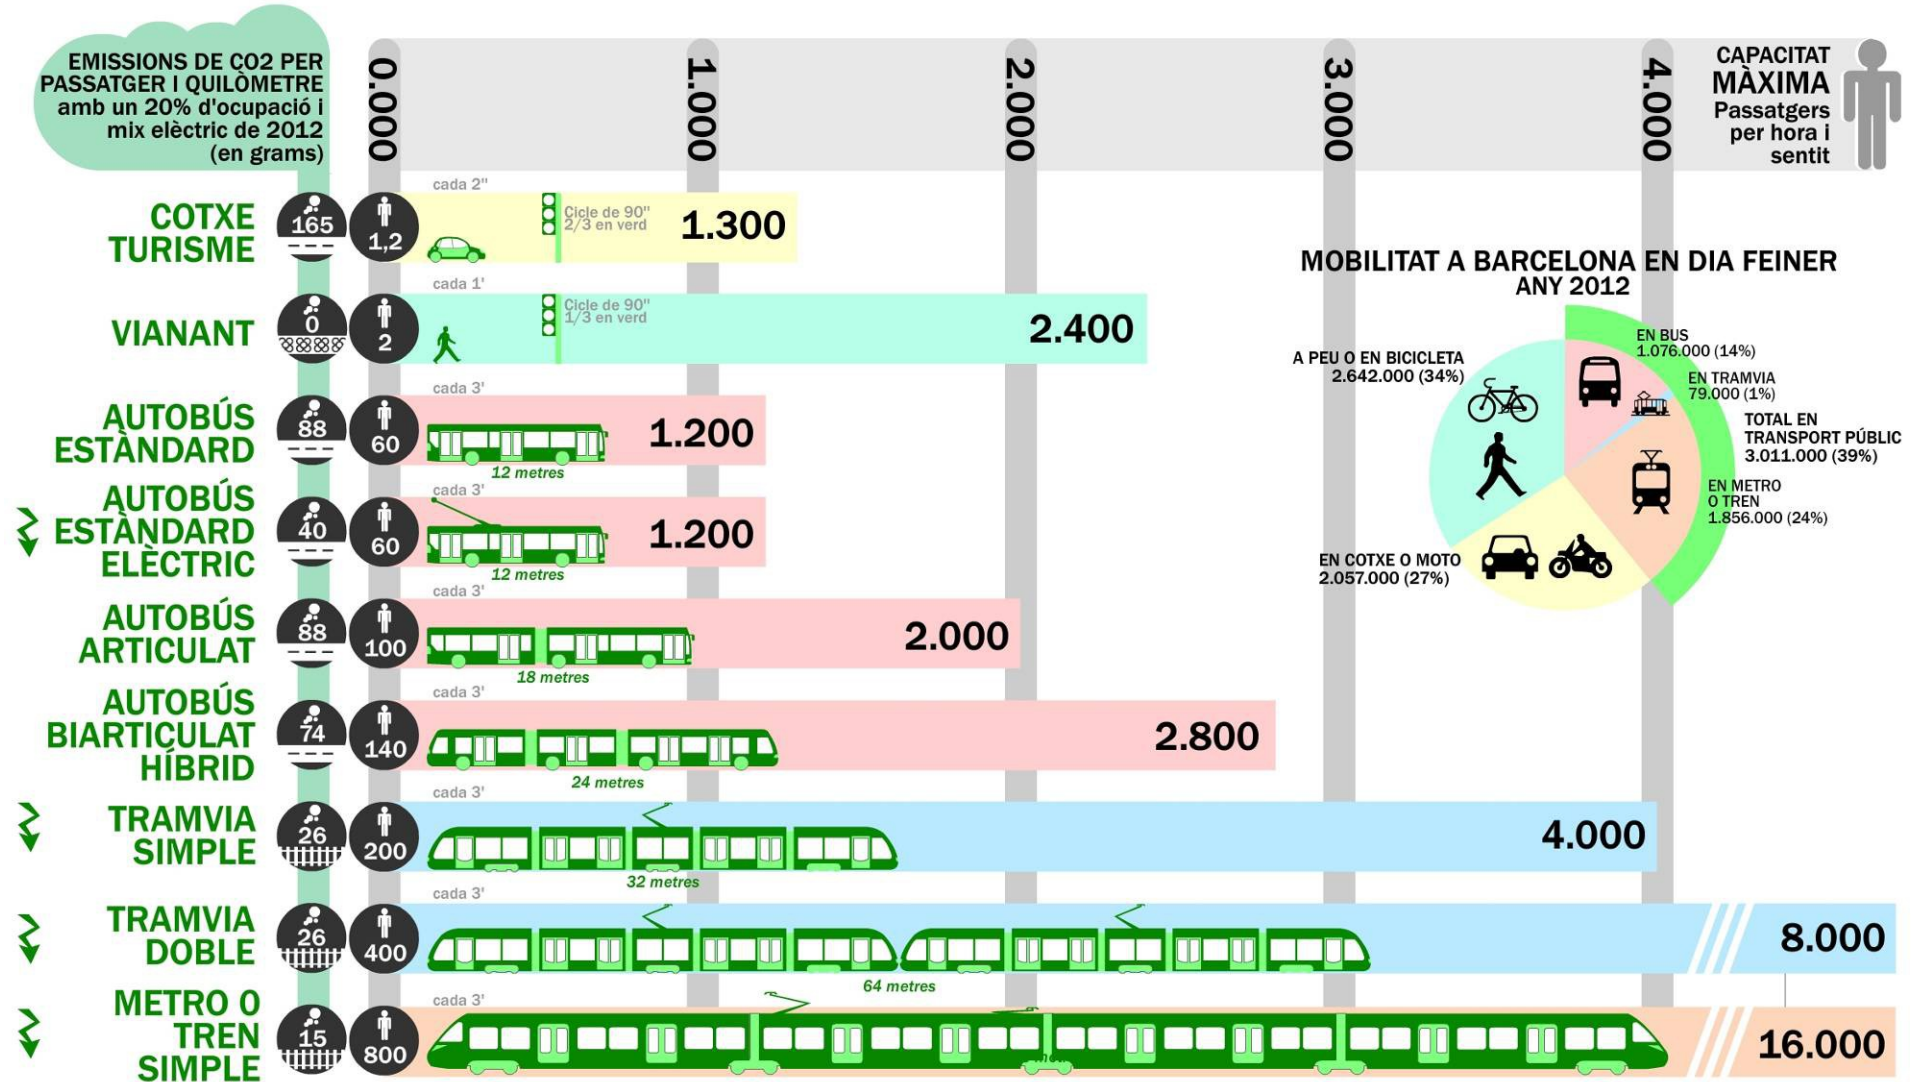 EMISSIONS DE CO2 PER
PASSATGER I QUILÒMETRE
amb un 20% d'ocupació i
mix elèctric de 2012
(en grams)
0.000
1.000
2.000
3.000
4.000
CAPACITAT
MÀXIMA
Passatgers
per hora i
sentit
COTXE
TURISME
165
1,2
cada 2"
Cicle de 90"
2/3 en verd
1.300
VIANANT
0
2
cada 1'
Cicle de 90"
1/3 en verd
2.400
AUTOBÚS
ESTÀNDARD
88
60
cada 3'
12 metres
1.200
AUTOBÚS
ESTÀNDARD
ELÈCTRIC
40
60
cada 3'
12 metres
1.200
AUTOBÚS
ARTICULAT
88
100
cada 3'
18 metres
2.000
AUTOBÚS
BIARTICULAT
HÍBRID
74
140
cada 3'
24 metres
2.800
TRAMVIA
SIMPLE
26
200
cada 3'
32 metres
4.000
TRAMVIA
DOBLE
26
400
cada 3'
64 metres
8.000
METRO O
TREN
SIMPLE
15
800
cada 3'
16.000
MOBILITAT A BARCELONA EN DIA FEINER
ANY 2012
EN BUS
1.076.000 (14%)
EN TRAMVIA
79.000 (1%)
TOTAL EN
TRANSPORT PÚBLIC
3.011.000 (39%)
EN METRO
O TREN
1.856.000 (24%)
A PEU O EN BICICLETA
2.642.000 (34%)
EN COTXE O MOTO
2.057.000 (27%)